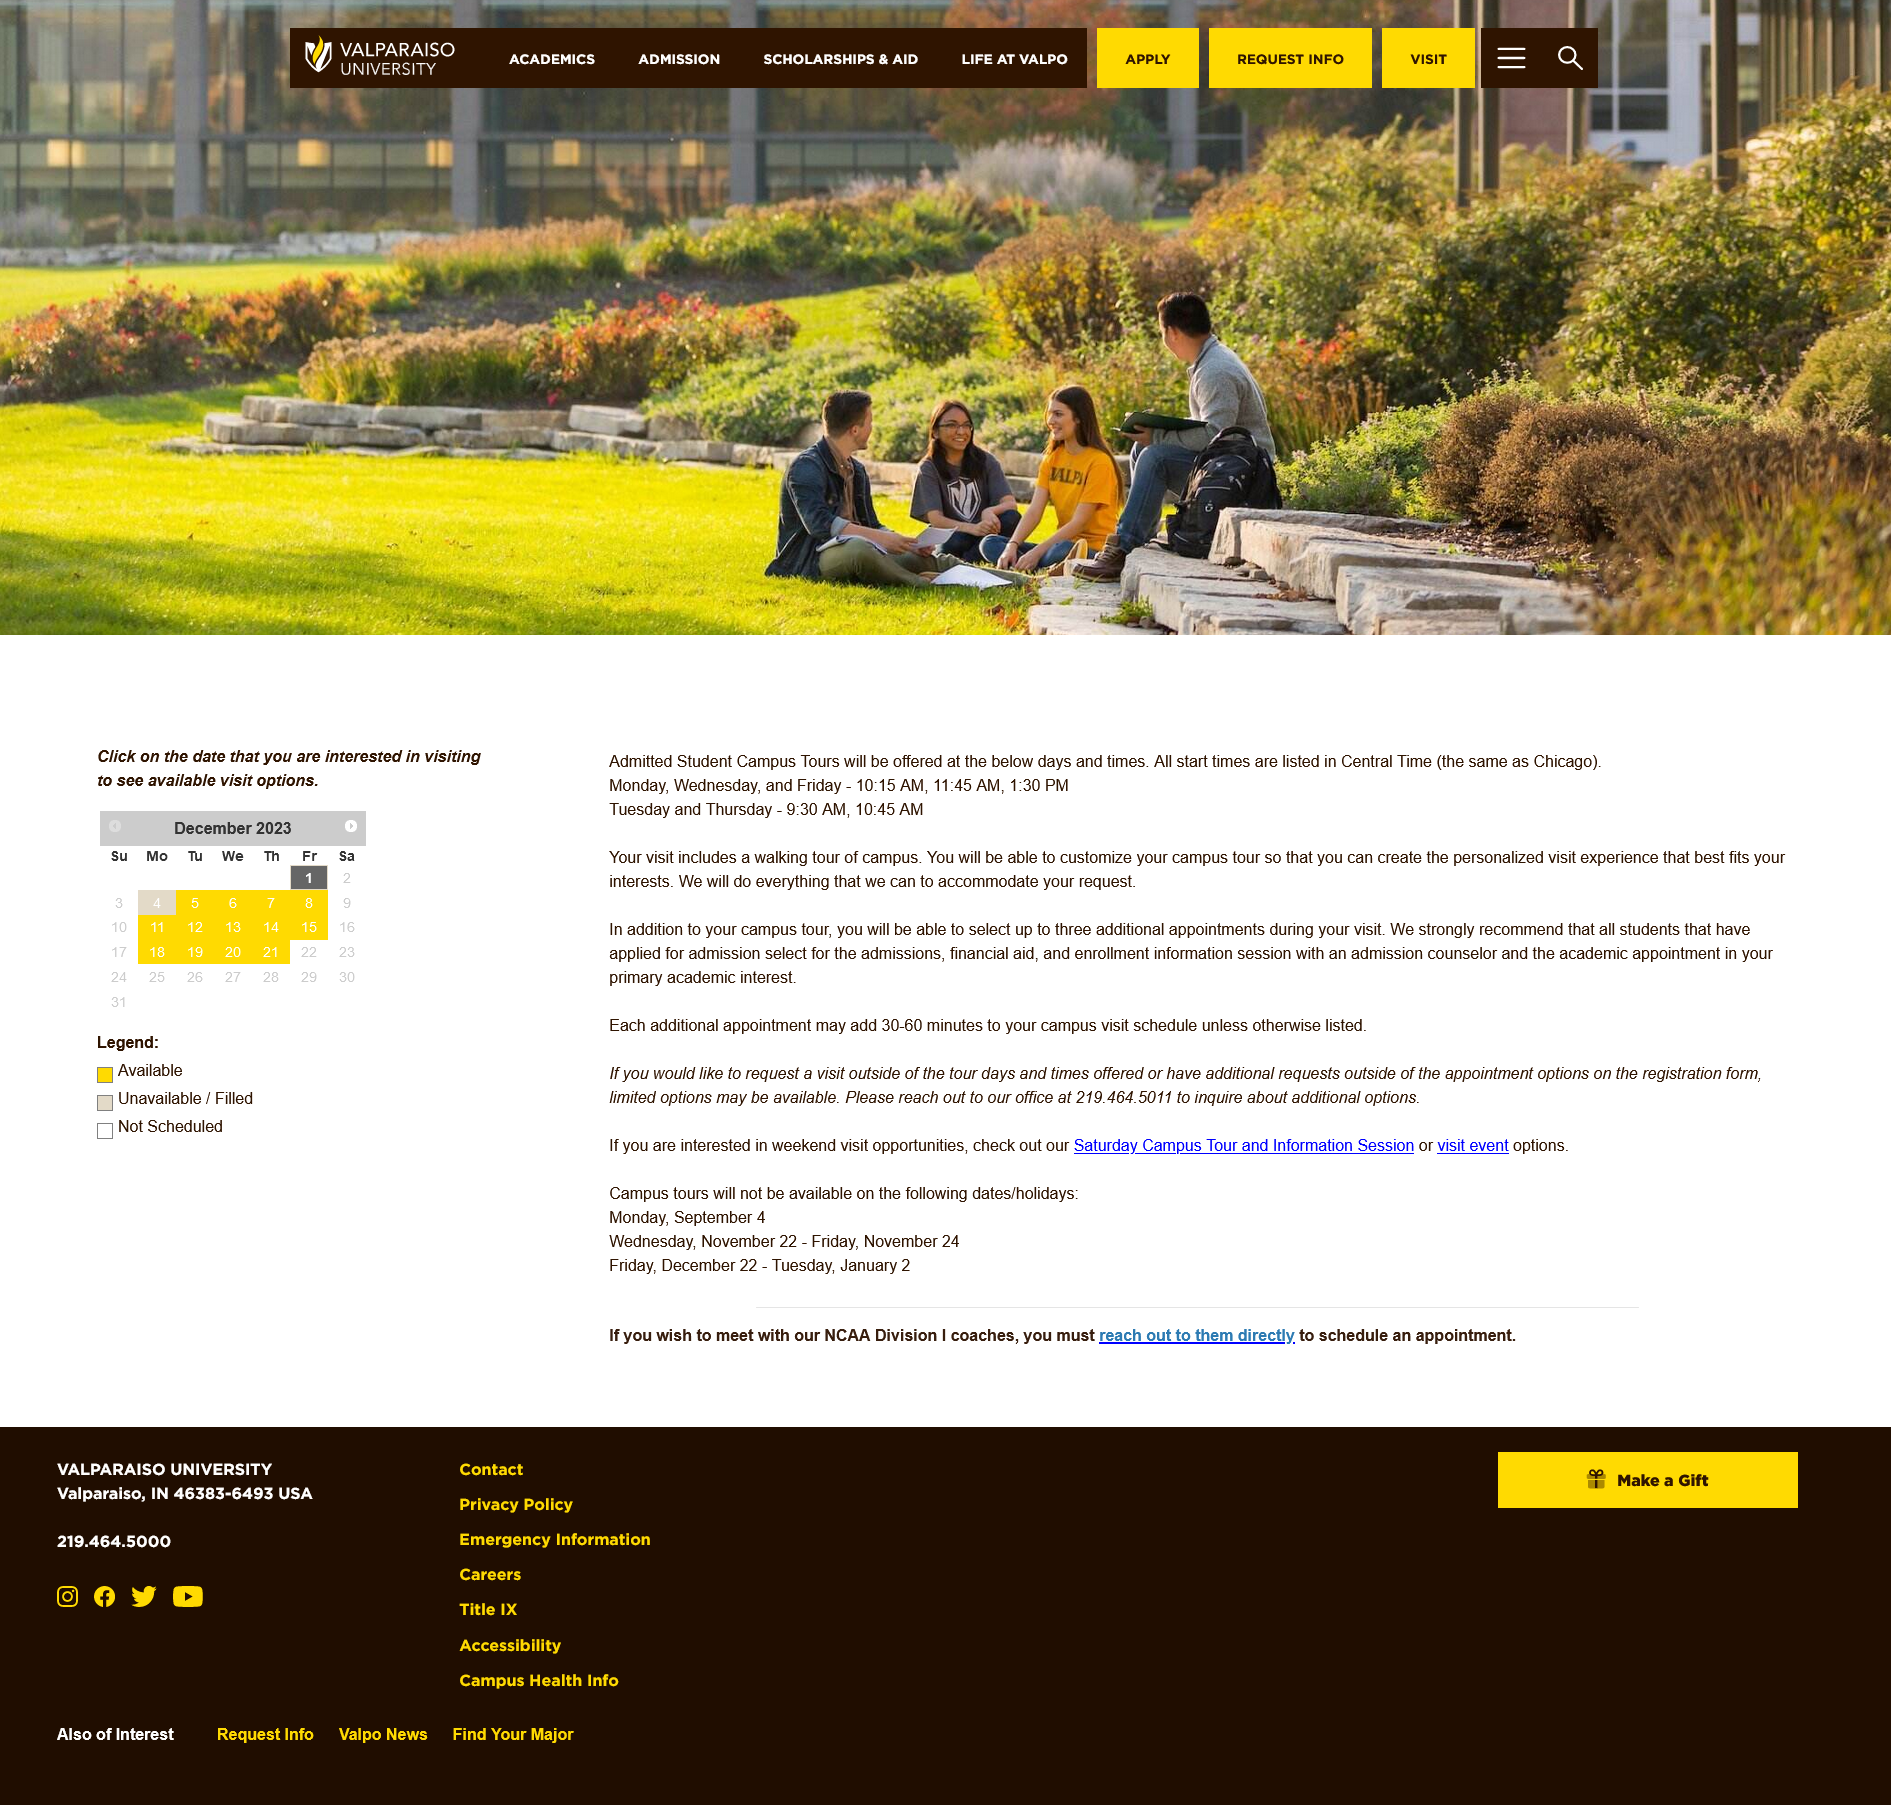 VALPARAISO
UNIVERSITY
ACADEMICS
ADMISSION
SCHOLARSHIPS & AID
LIFE AT VALPO
APPLY
REQUEST INFO
VISIT
VALPO
Click on the date that you are interested in visiting
to see available visit options.
December 2023
Su Mo Tu We Th Fr Sa
1 2
3 4 5 6 7 8 9
10 11 12 13 14 15 16
17 18 19 20 21 22 23
24 25 26 27 28 29 30
31
Legend:
Available
Unavailable / Filled
Not Scheduled
Admitted Student Campus Tours will be offered at the below days and times. All start times are listed in Central Time (the same as Chicago).
Monday, Wednesday, and Friday - 10:15 AM, 11:45 AM, 1:30 PM
Tuesday and Thursday - 9:30 AM, 10:45 AM
Your visit includes a walking tour of campus. You will be able to customize your campus tour so that you can create the personalized visit experience that best fits your
interests. We will do everything that we can to accommodate your request.
In addition to your campus tour, you will be able to select up to three additional appointments during your visit. We strongly recommend that all students that have
applied for admission select for the admissions, financial aid, and enrollment information session with an admission counselor and the academic appointment in your
primary academic interest.
Each additional appointment may add 30-60 minutes to your campus visit schedule unless otherwise listed.
If you would like to request a visit outside of the tour days and times offered or have additional requests outside of the appointment options on the registration form,
limited options may be available. Please reach out to our office at 219.464.5011 to inquire about additional options.
If you are interested in weekend visit opportunities, check out our Saturday Campus Tour and Information Session or visit event options.
Campus tours will not be available on the following dates/holidays:
Monday, September 4
Wednesday, November 22 - Friday, November 24
Friday, December 22 - Tuesday, January 2
If you wish to meet with our NCAA Division I coaches, you must reach out to them directly to schedule an appointment.
VALPARAISO UNIVERSITY
Valparaiso, IN 46383-6493 USA
219.464.5000
Contact
Privacy Policy
Emergency Information
Careers
Title IX
Accessibility
Campus Health Info
Make a Gift
Also of Interest
Request Info
Valpo News
Find Your Major